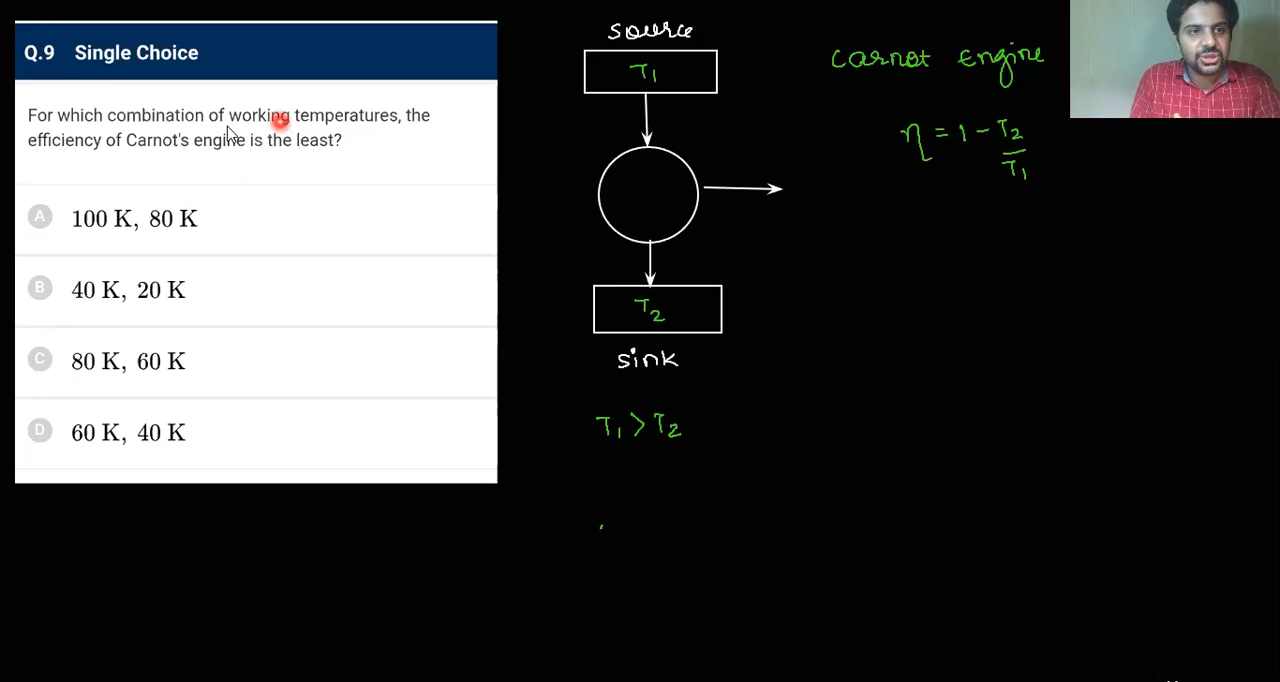 Q.9 Single Choice
For which combination of working temperatures, the
efficiency of Carnot's engine is the least?
A 100 K, 80 K
B 40 K, 20 K
C 80 K, 60 K
D 60 K, 40 K
source
T₁
T₂
sink
T₁ > T₂
carnot engine
η = 1 - T₂/T₁